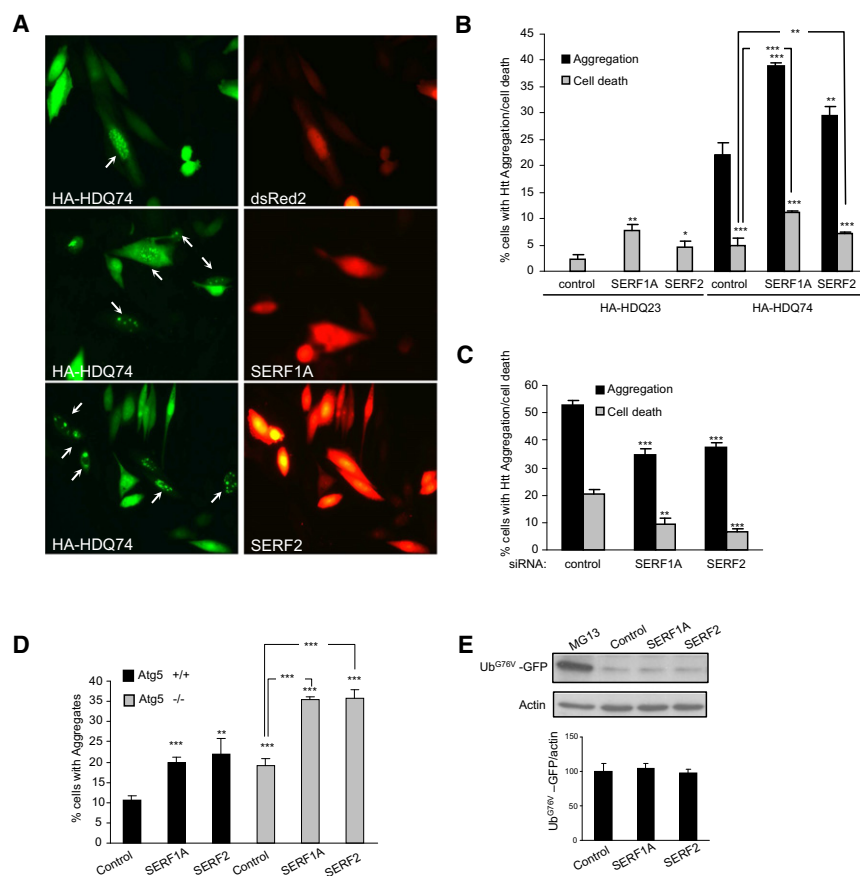 A
HA-HDQ74
dsRed2
HA-HDQ74
SERF1A
HA-HDQ74
SERF2
B
% cells with Htt Aggregation/cell death
45
40
35
30
25
20
15
10
5
0
Aggregation
Cell death
**
***
***
**
**
*
***
***
***
control SERF1A SERF2 control SERF1A SERF2
HA-HDQ23 HA-HDQ74
C
% cells with Htt Aggregation/cell death
60
50
40
30
20
10
0
Aggregation
Cell death
***
***
**
***
siRNA: control SERF1A SERF2
D
% cells with Aggregates
40
35
30
25
20
15
10
5
0
Atg5 +/+
Atg5 -/-
***
***
***
***
***
**
***
Control SERF1A SERF2 Control SERF1A SERF2
E
MG13 Control SERF1A SERF2
UbG76V -GFP
Actin
UbG76V –GFP/actin
150
100
50
0
Control SERF1A SERF2